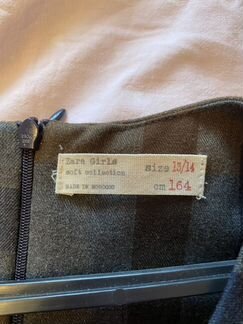 Zara Girls size 13/14
soft collection
MADE IN MOROCCO cm 164